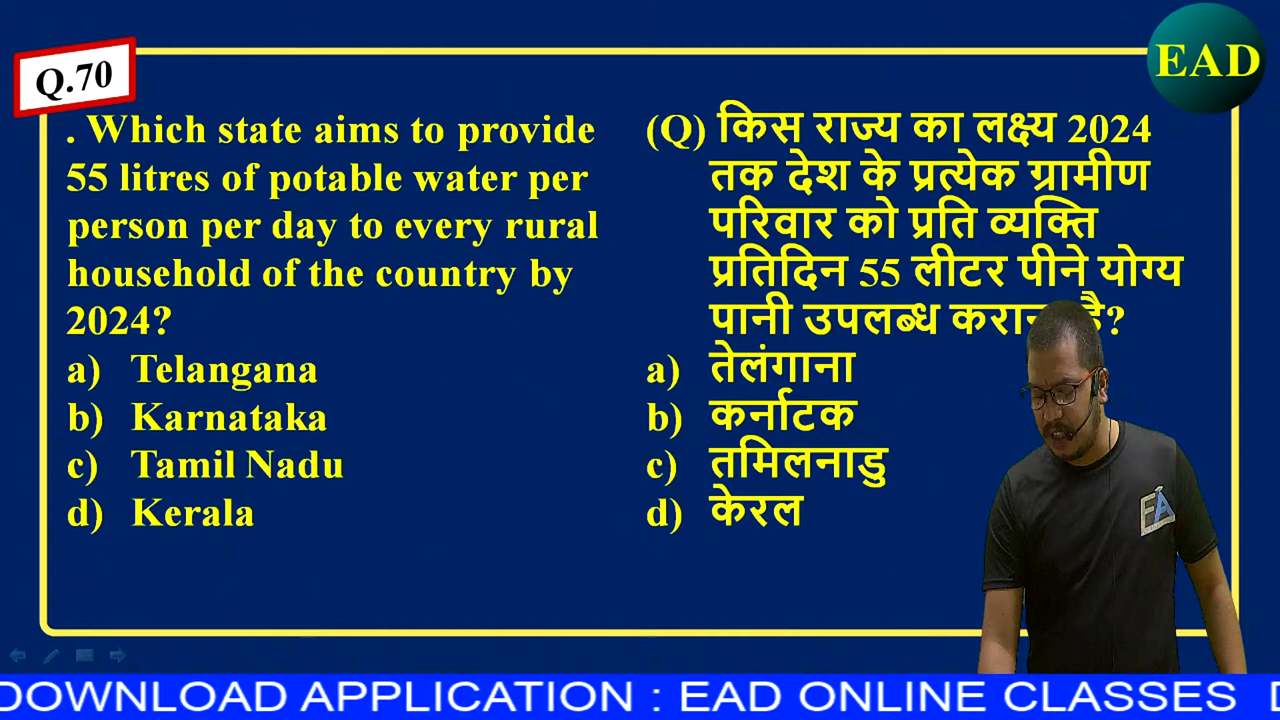 Q.70
EAD
. Which state aims to provide
55 litres of potable water per
person per day to every rural
household of the country by
2024?
a) Telangana
b) Karnataka
c) Tamil Nadu
d) Kerala
(Q) किस राज्य का लक्ष्य 2024
तक देश के प्रत्येक ग्रामीण
परिवार को प्रति व्यक्ति
प्रतिदिन 55 लीटर पीने योग्य
पानी उपलब्ध है?
a) तेलंगाना
b) कर्नाटक
c) तमिलनाडु
d) केरल
EA
DOWNLOAD APPLICATION : EAD ONLINE CLASSES